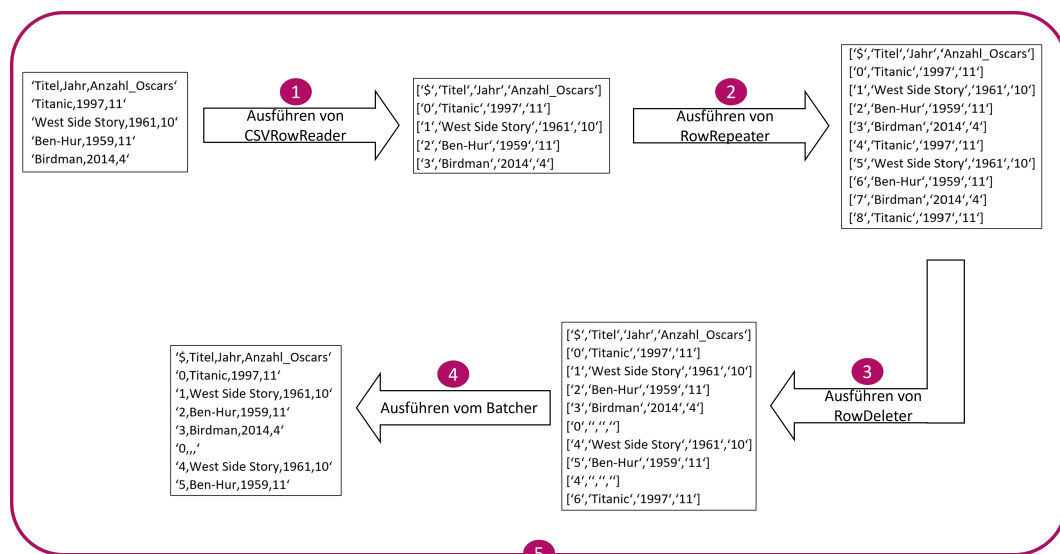 ‘Titel,Jahr,Anzahl_Oscars‘
‘Titanic,1997,11‘
‘West Side Story,1961,10‘
‘Ben-Hur,1959,11‘
‘Birdman,2014,4‘
1
Ausführen von
CSVRowReader
[‘$‘,‘Titel‘,‘Jahr‘,‘Anzahl_Oscars‘]
[‘0‘,‘Titanic‘,‘1997‘,‘11‘]
[‘1‘,‘West Side Story‘,‘1961‘,‘10‘]
[‘2‘,‘Ben-Hur‘,‘1959‘,‘11‘]
[‘3‘,‘Birdman‘,‘2014‘,‘4‘]
2
Ausführen von
RowRepeater
[‘$‘,‘Titel‘,‘Jahr‘,‘Anzahl_Oscars‘]
[‘0‘,‘Titanic‘,‘1997‘,‘11‘]
[‘1‘,‘West Side Story‘,‘1961‘,‘10‘]
[‘2‘,‘Ben-Hur‘,‘1959‘,‘11‘]
[‘3‘,‘Birdman‘,‘2014‘,‘4‘]
[‘4‘,‘Titanic‘,‘1997‘,‘11‘]
[‘5‘,‘West Side Story‘,‘1961‘,‘10‘]
[‘6‘,‘Ben-Hur‘,‘1959‘,‘11‘]
[‘7‘,‘Birdman‘,‘2014‘,‘4‘]
[‘8‘,‘Titanic‘,‘1997‘,‘11‘]
3
Ausführen von
RowDeleter
[‘$‘,‘Titel‘,‘Jahr‘,‘Anzahl_Oscars‘]
[‘0‘,‘Titanic‘,‘1997‘,‘11‘]
[‘1‘,‘West Side Story‘,‘1961‘,‘10‘]
[‘2‘,‘Ben-Hur‘,‘1959‘,‘11‘]
[‘3‘,‘Birdman‘,‘2014‘,‘4‘]
[‘0‘,‘‘,‘‘,‘‘]
[‘4‘,‘West Side Story‘,‘1961‘,‘10‘]
[‘5‘,‘Ben-Hur‘,‘1959‘,‘11‘]
[‘4‘,‘‘,‘‘,‘‘]
[‘6‘,‘Titanic‘,‘1997‘,‘11‘]
4
Ausführen vom Batcher
‘$,Titel,Jahr,Anzahl_Oscars‘
‘0,Titanic,1997,11‘
‘1,West Side Story,1961,10‘
‘2,Ben-Hur,1959,11‘
‘3,Birdman,2014,4‘
‘0,,,‘
‘4,West Side Story,1961,10‘
‘5,Ben-Hur,1959,11‘
5